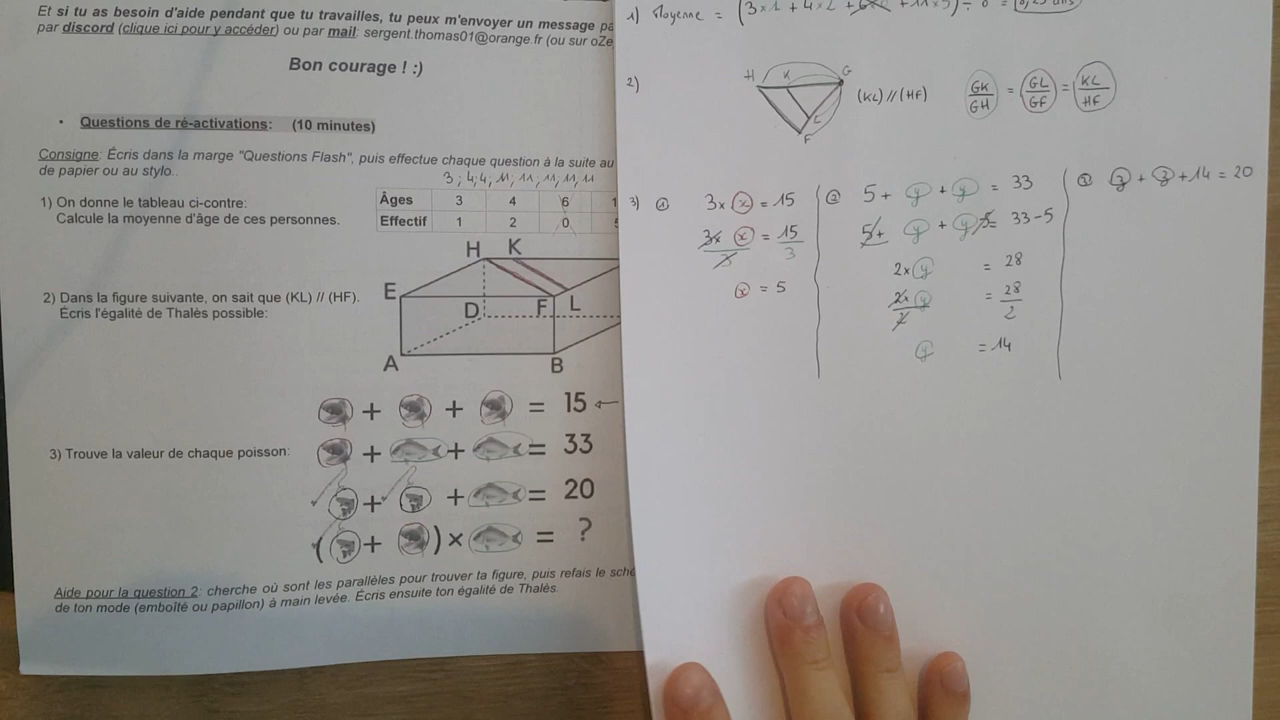 Et si tu as besoin d'aide pendant que tu travailles, tu peux m'envoyer un message
par discord (clique ici pour y accéder) ou par mail: sergent.thomas01@orange.fr (ou sur
Bon courage ! :)
• Questions de ré-activations: (10 minutes)
Consigne: Écris dans la marge "Questions Flash", puis effectue chaque question à la suite au
de papier ou au stylo..
3 ; 4; 4, 11, 11, 11, 11, 11
1) On donne le tableau ci-contre:
Calcule la moyenne d'âge de ces personnes.
Âges 3 4 6
Effectif 1 2 0
2) Dans la figure suivante, on sait que (KL) // (HF).
Écris l'égalité de Thalès possible:
H K
E
D F L
A B
3) Trouve la valeur de chaque poisson:
+ + = 15 ←
+ + = 33
+ + = 20
( + ) × = ?
Aide pour la question 2: cherche où sont les parallèles pour trouver ta figure, puis refais le
de ton mode (emboîté ou papillon) à main levée. Écris ensuite ton égalité de Thalès.
1) Moyenne = (3×1 + 4×2 +
2) H K G
L
F
(KL) // (HF)
GK/GH = GL/GF = KL/HF
3) ① 3× x = 15
3× x / 3 = 15/3
x = 5
② 5 + y + y = 33
5 + y + y - 5 = 33 - 5
2× y = 28
2× y / 2 = 28/2
y = 14
③ z + z + 14 = 20